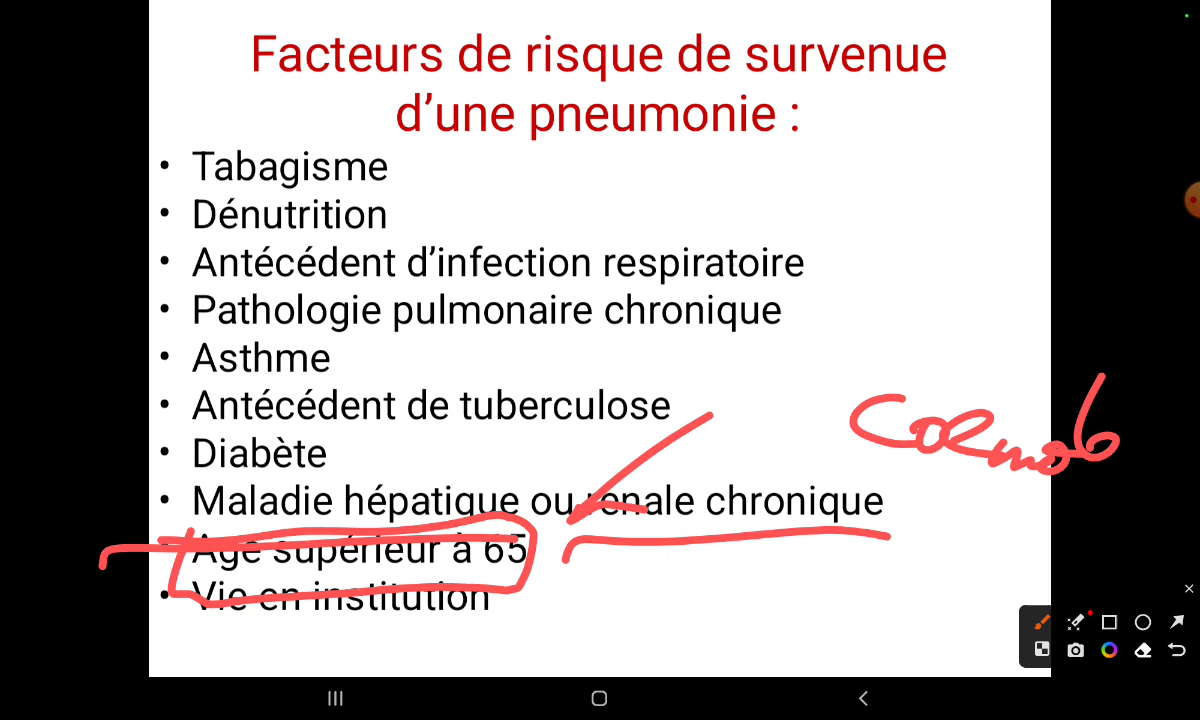 Facteurs de risque de survenue
d’une pneumonie :
• Tabagisme
• Dénutrition
• Antécédent d’infection respiratoire
• Pathologie pulmonaire chronique
• Asthme
• Antécédent de tuberculose
• Diabète
• Maladie hépatique ou rénale chronique
• Age supérieur à 65
• Vie en institution